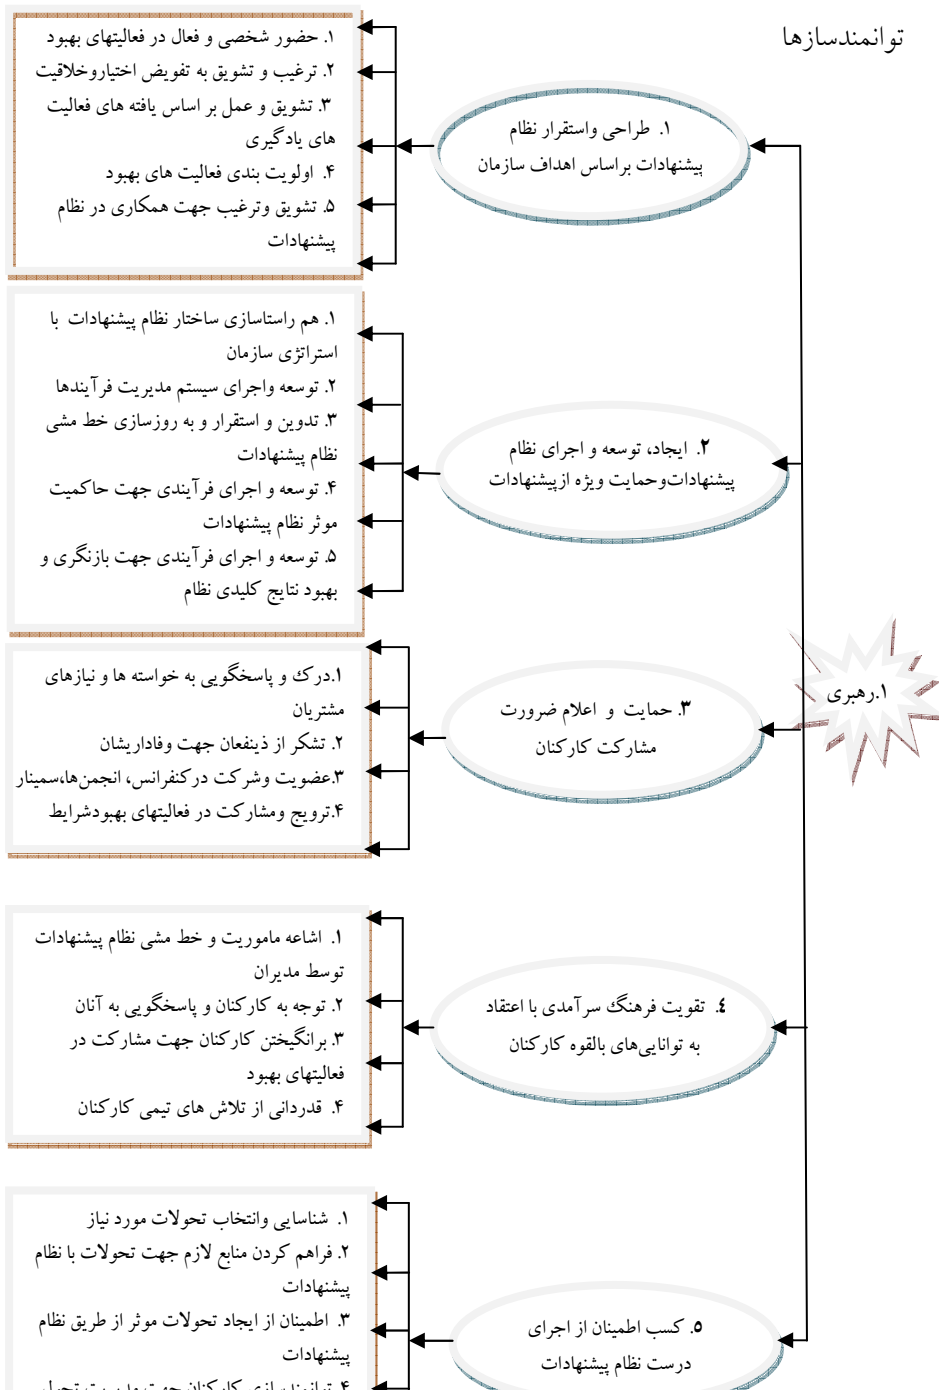 توانمندسازها
۱.رهبری
۱. طراحی واستقرار نظام
پیشنهادات براساس اهداف سازمان
۱. حضور شخصی و فعال در فعالیتهای بهبود
۲. ترغیب و تشویق به تفویض اختیاروخلاقیت
۳. تشویق و عمل بر اساس یافته های فعالیت
های یادگیری
۴. اولویت بندی فعالیت های بهبود
۵. تشویق وترغیب جهت همکاری در نظام
پیشنهادات
۲. ایجاد، توسعه و اجرای نظام
پیشنهادات‌وحمایت ویژه ازپیشنهادات
۱. هم راستاسازی ساختار نظام پیشنهادات با
استراتژی سازمان
۲. توسعه واجرای سیستم مدیریت فرآیندها
۳. تدوین و استقرار و به روزسازی خط مشی
نظام پیشنهادات
۴. توسعه و اجرای فرآیندی جهت حاکمیت
موثر نظام پیشنهادات
۵. توسعه و اجرای فرآیندی جهت بازنگری و
بهبود نتایج کلیدی نظام
۳. حمایت و اعلام ضرورت
مشارکت کارکنان
۱.درک و پاسخگویی به خواسته ها و نیازهای
مشتریان
۲. تشکر از ذینفعان جهت وفاداریشان
۳.عضویت وشرکت درکنفرانس، انجمن‌ها،سمینار
۴.ترویج ومشارکت در فعالیتهای بهبودشرایط
٤. تقویت فرهنگ سرآمدی با اعتقاد
به توانایی‌های بالقوه کارکنان
۱. اشاعه ماموریت و خط مشی نظام پیشنهادات
توسط مدیران
۲. توجه به کارکنان و پاسخگویی به آنان
۳. برانگیختن کارکنان جهت مشارکت در
فعالیتهای بهبود
۴. قدردانی از تلاش های تیمی کارکنان
۵. کسب اطمینان از اجرای
درست نظام پیشنهادات
۱. شناسایی وانتخاب تحولات مورد نیاز
۲. فراهم کردن منابع لازم جهت تحولات با نظام
پیشنهادات
۳. اطمینان از ایجاد تحولات موثر از طریق نظام
پیشنهادات
۴. توانمندسازی کارکنان جهت مدیریت تحول